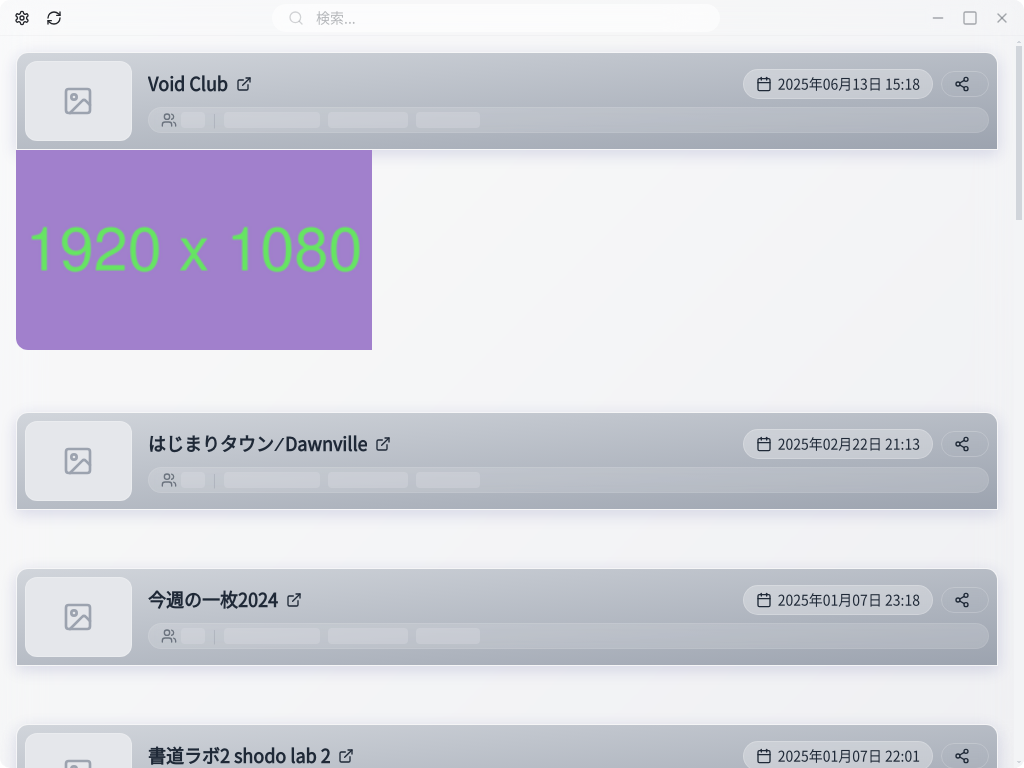 検索...
Void Club
2025年06月13日 15:18
1920 x 1080
はじまりタウン⁄Dawnville
2025年02月22日 21:13
今週の一枚2024
2025年01月07日 23:18
書道ラボ2 shodo lab 2
2025年01月07日 22:01